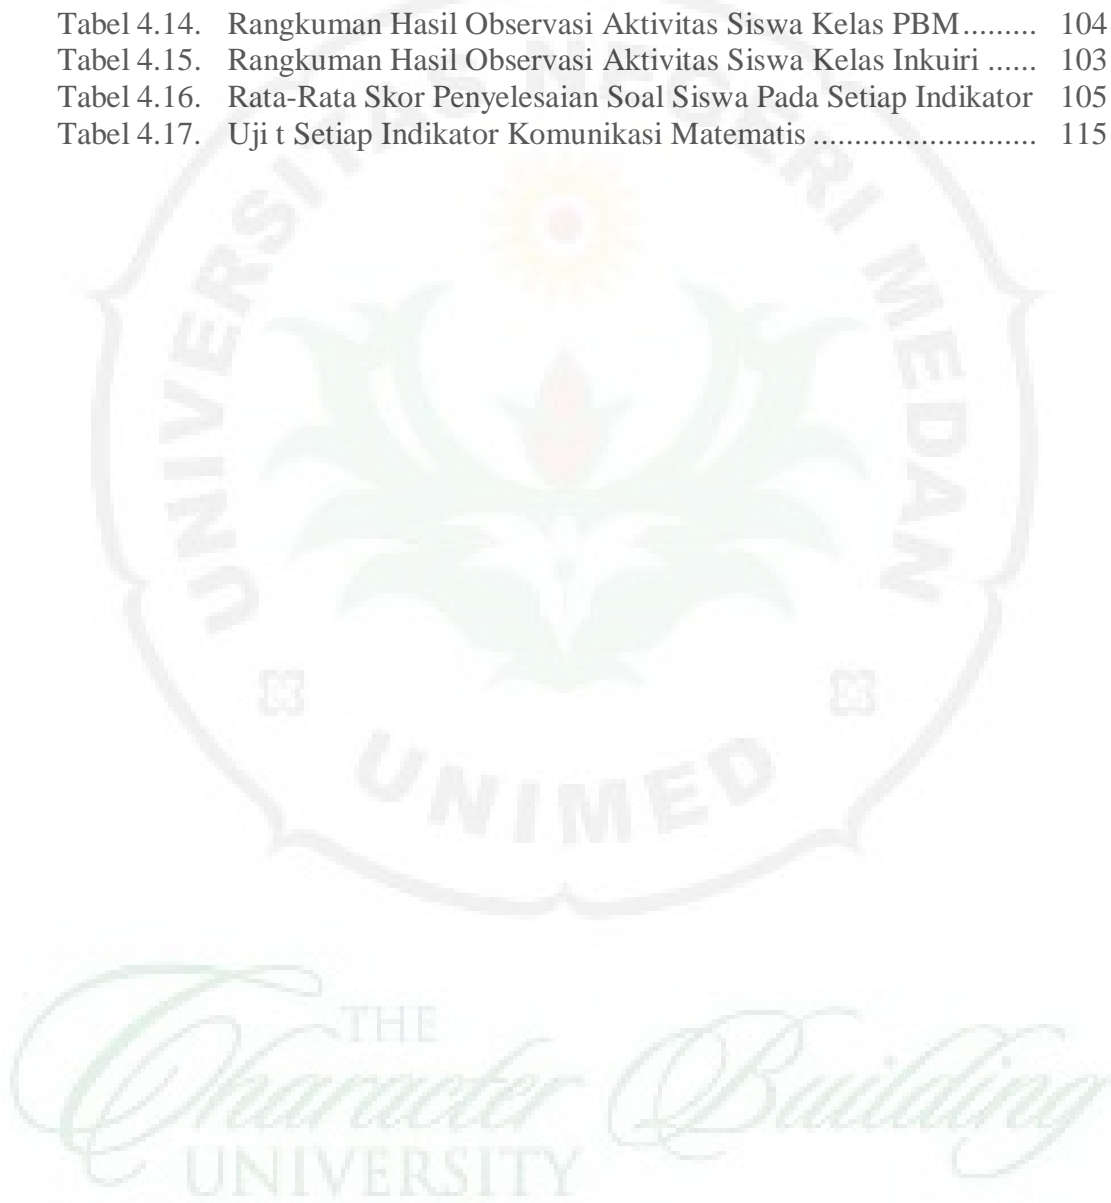 Tabel 4.14. Rangkuman Hasil Observasi Aktivitas Siswa Kelas PBM......... 104
Tabel 4.15. Rangkuman Hasil Observasi Aktivitas Siswa Kelas Inkuiri ...... 103
Tabel 4.16. Rata-Rata Skor Penyelesaian Soal Siswa Pada Setiap Indikator 105
Tabel 4.17. Uji t Setiap Indikator Komunikasi Matematis ........................... 115
UNIVERSITAS NEGERI MEDAN
UNIMED
THE
Character Building
UNIVERSITY